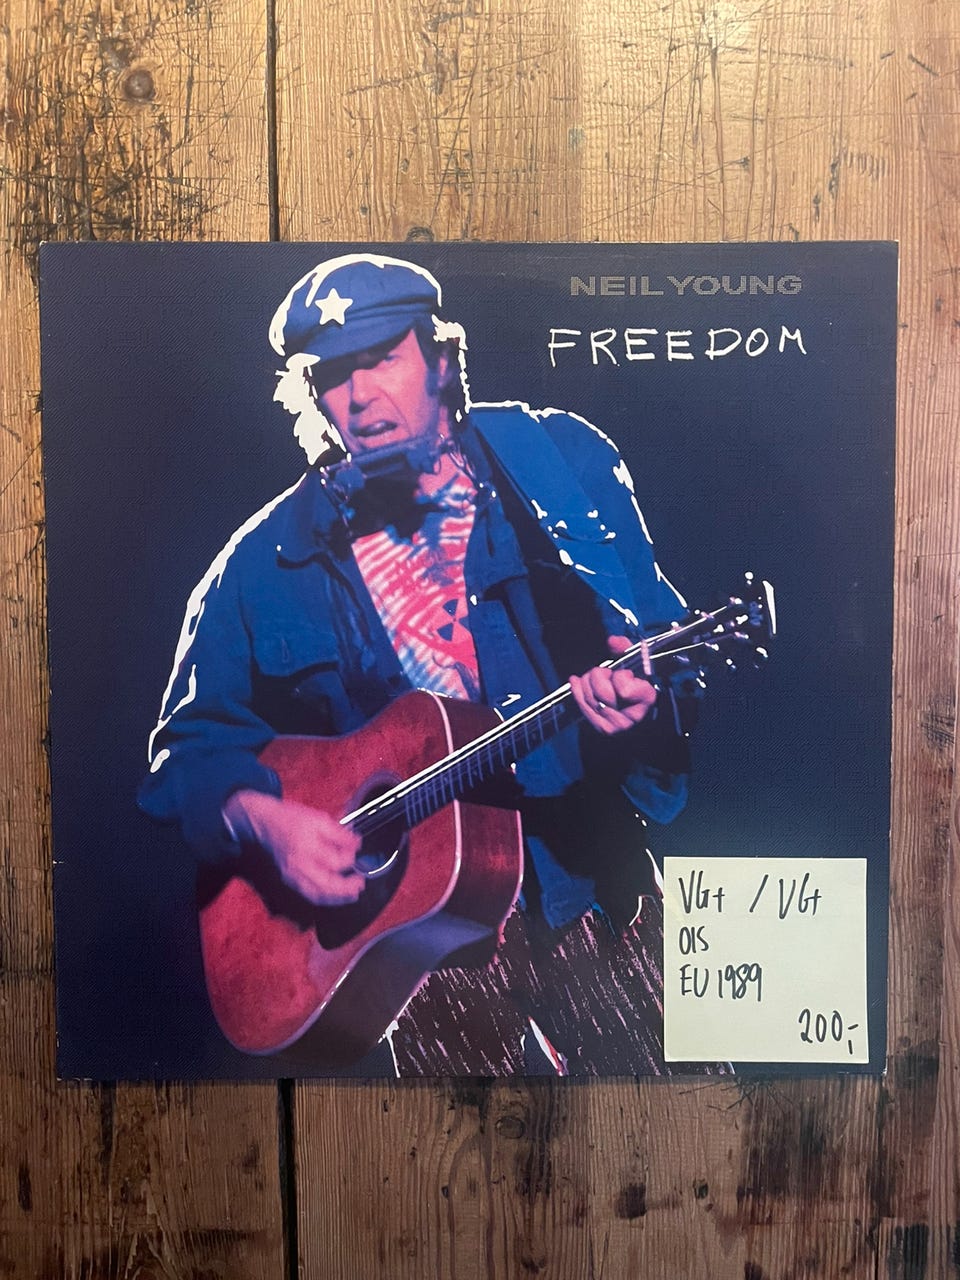 NEIL YOUNG
FREEDOM
VG+ / VG+
OIS
EU 1989
200,-